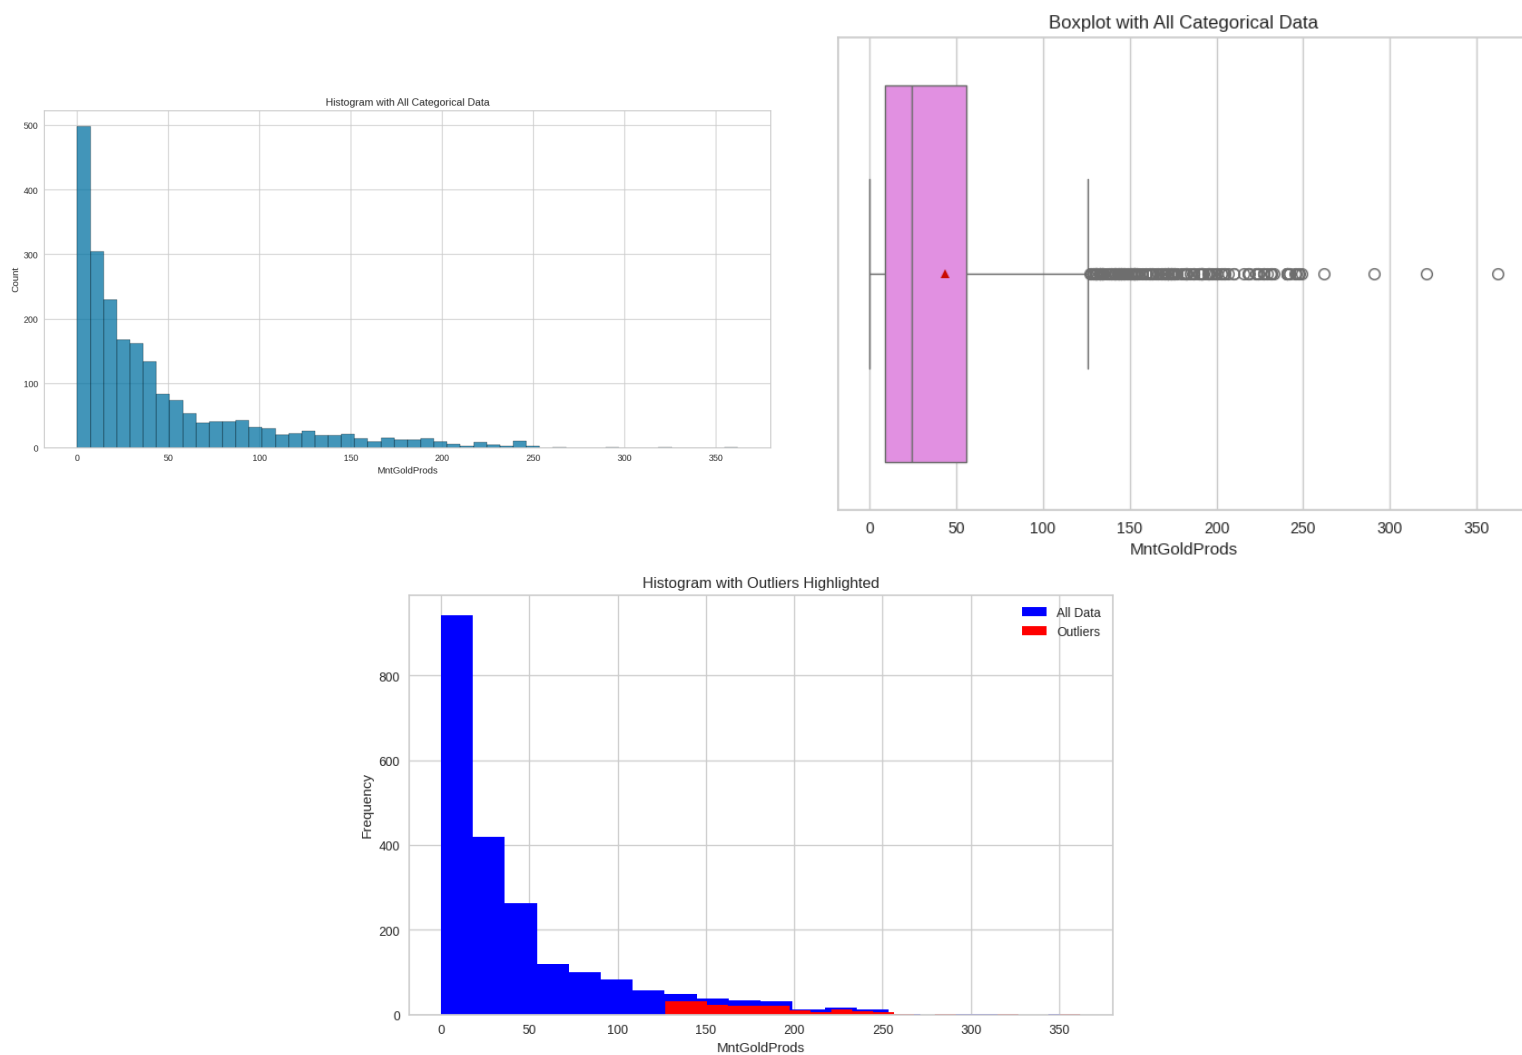 Histogram with All Categorical Data
500
400
300
200
100
0
Count
0 50 100 150 200 250 300 350
MntGoldProds
Boxplot with All Categorical Data
0 50 100 150 200 250 300 350
MntGoldProds
Histogram with Outliers Highlighted
All Data
Outliers
800
600
400
200
0
Frequency
0 50 100 150 200 250 300 350
MntGoldProds